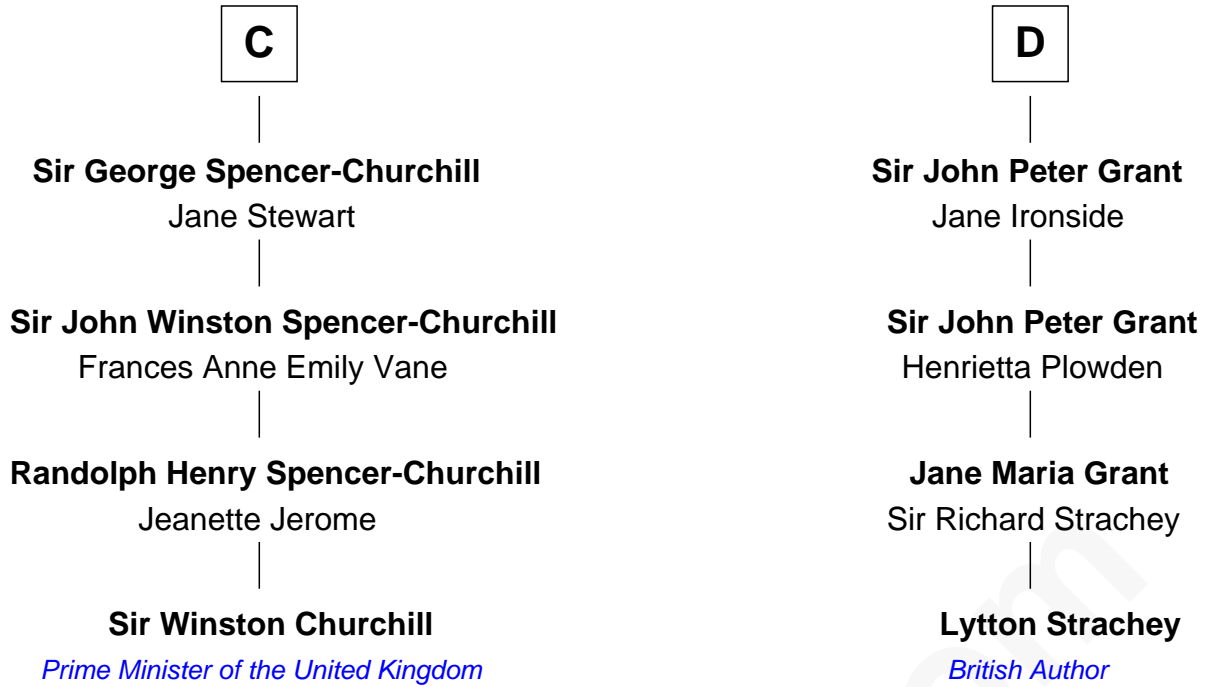 C
Sir George Spencer-Churchill
Jane Stewart
Sir John Winston Spencer-Churchill
Frances Anne Emily Vane
Randolph Henry Spencer-Churchill
Jeanette Jerome
Sir Winston Churchill
Prime Minister of the United Kingdom
D
Sir John Peter Grant
Jane Ironside
Sir John Peter Grant
Henrietta Plowden
Jane Maria Grant
Sir Richard Strachey
Lytton Strachey
British Author